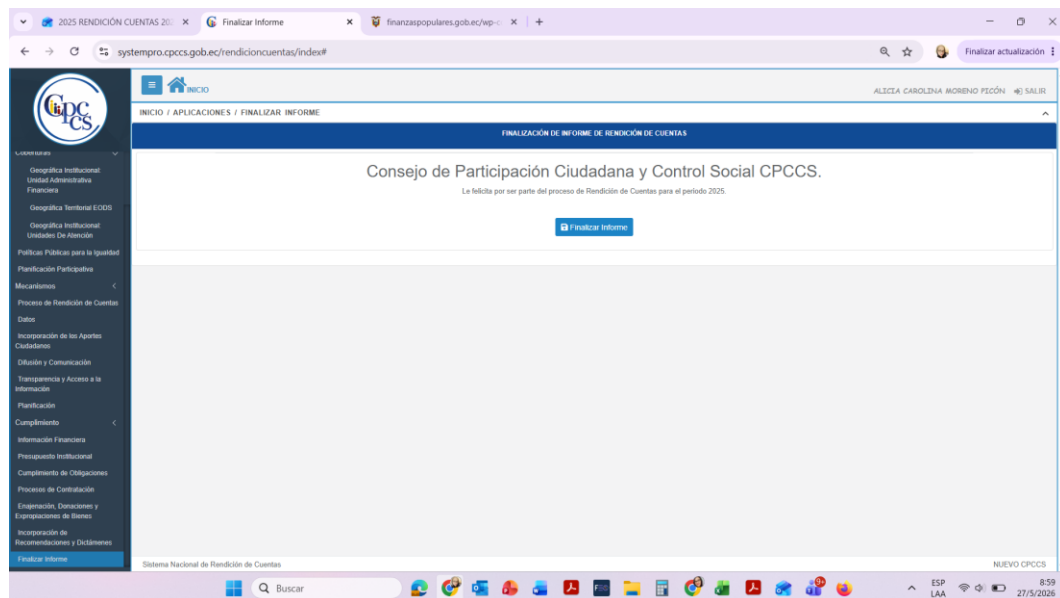 2025 RENDICIÓN CUENTAS 20
Finalizar Informe
finanzaspopulares.gob.ec/wp-c
systempro.cpccs.gob.ec/rendicioncuentas/index#
Finalizar actualización
CPCCS
INICIO
ALICIA CAROLINA MORENO PICÓN
SALIR
INICIO / APLICACIONES / FINALIZAR INFORME
FINALIZACIÓN DE INFORME DE RENDICIÓN DE CUENTAS
Consejo de Participación Ciudadana y Control Social CPCCS.
Le felicita por ser parte del proceso de Rendición de Cuentas para el periodo 2025.
Finalizar Informe
Coberturas
Geográfica Institucional:
Unidad Administrativa
Financiera
Geográfica Territorial EODS
Geográfica Institucional:
Unidades De Atención
Políticas Públicas para la Igualdad
Planificación Participativa
Mecanismos
Proceso de Rendición de Cuentas
Datos
Incorporación de los Aportes
Ciudadanos
Difusión y Comunicación
Transparencia y Acceso a la
Información
Planificación
Cumplimiento
Información Financiera
Presupuesto Institucional
Cumplimiento de Obligaciones
Procesos de Contratación
Enajenación, Donaciones y
Expropiaciones de Bienes
Incorporación de
Recomendaciones y Dictámenes
Finalizar Informe
Sistema Nacional de Rendición de Cuentas
NUEVO CPCCS
Buscar
ESP
LAA
8:59
27/5/2026